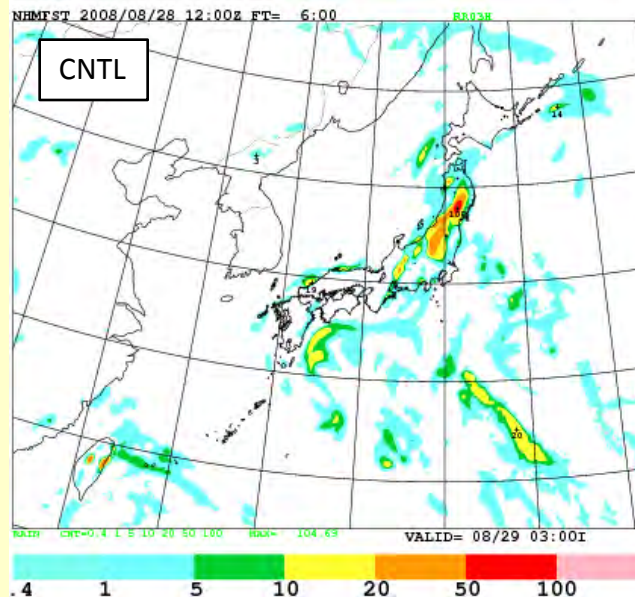 NHMFST 2008/08/28 12:00Z FT= 6:00 RR03H
CNTL
14
3
105
10
20
RAIN CNT=0.4 1 5 10 20 50 100 MAX= 104.69 VALID= 08/29 03:00I
.4 1 5 10 20 50 100